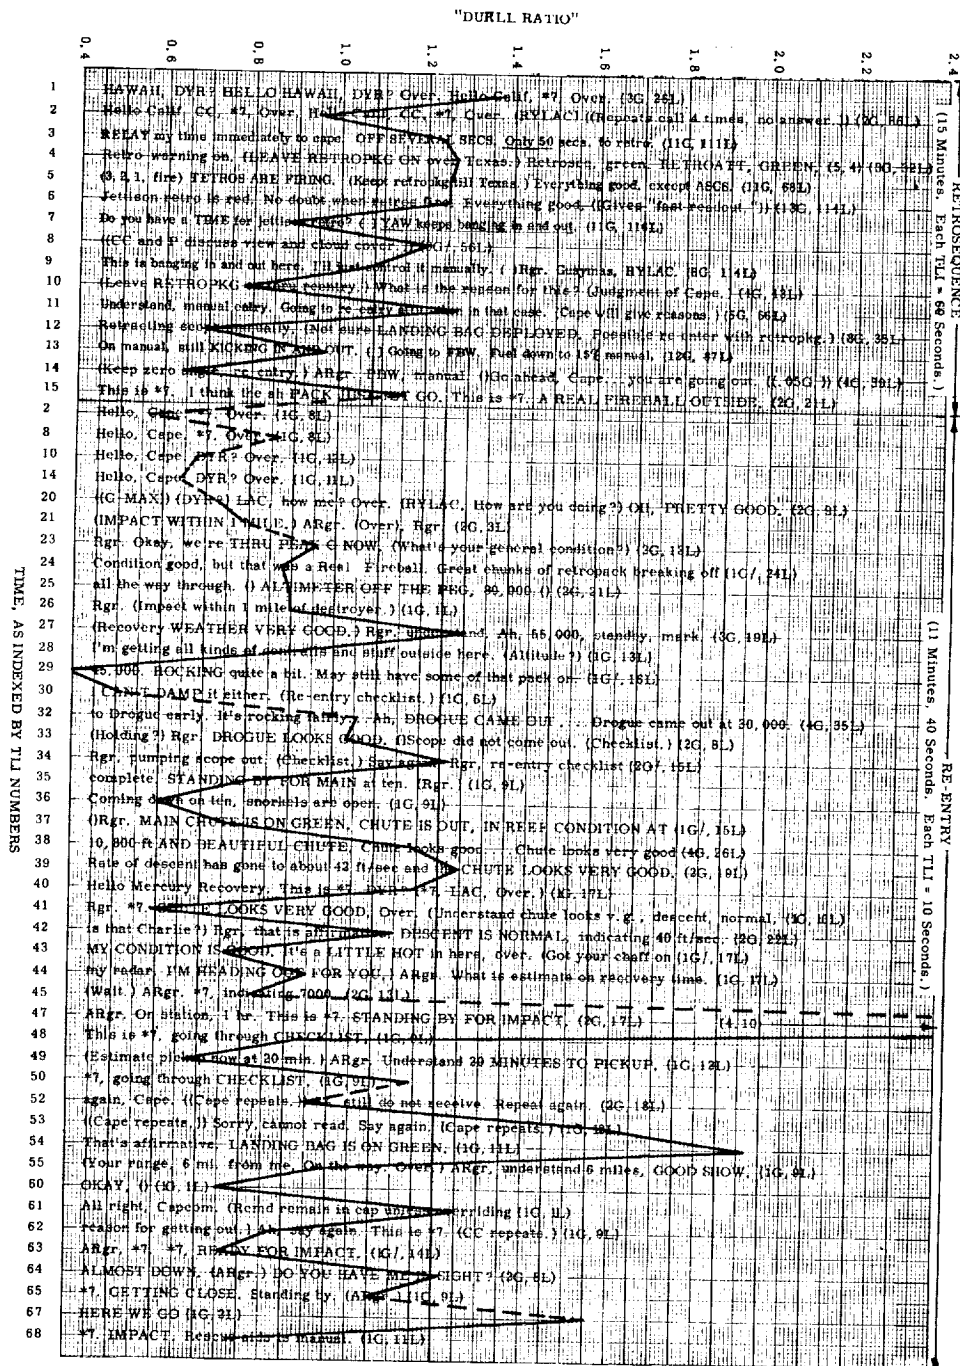 "DURLL RATIO"
0.4 0.6 0.8 1.0 1.2 1.4 1.6 1.8 2.0 2.2 2.4
RETROSEQUENCE
(15 Minutes, Each TLI = 60 Seconds.)
1 HAWAII, DYR? HELLO HAWAII, DYR? Over. Hello Calif, *7, Over. (3G, 26L)
2 Hello Calif, CC, *7, Over, CC, *7, Over. (RYLAC) ((Repeats call 4 times, no answer.))
3 RELAY my time immediately to cape. OFF SEVERAL SECS. Only 50 secs. to retro. (11G, 111L)
4 Retro warning on. (LEAVE RETROPKG ON over Texas.) Retroseq. green. RETROATT, GREEN, (5, 4)
5 (3, 2, 1, fire) TETROS ARE FIRING. (Keep retropkg till Texas.) Everything good, except ASCS. (11G, 68L)
6 Jettison retro is red. No doubt when retros Everything good. ((Gives "fast readout.")) (13G, 114L)
7 Do you have a TIME for YAW keeps banging in and out. (11G, 116L)
8 ((CC and P discuss view and cloud cover. 56L)
9 This is banging in and out here. I'll just control it manually. ( )Rgr. Guaymas, RYLAC. (8G, 114L)
10 (Leave RETROPKG reentry.) What is the reason for this? (Judgment of Cape.)
11 Understand, manual entry. Going to re-entry in that case. (Cape will give reasons.) (5G, 66L)
12 Retracting scope manually. (Not sure LANDING BAG DEPLOYED. Possible re-enter with retropkg.) (8G, 35L)
13 On manual, still KICKING IN AND OUT. ( ) Going to FBW. Fuel down to 15% manual. (12G, 47L)
14 (Keep zero re-entry.) ARgr. FBW, manual. ()Go ahead, Cape... you are going out. ((.05G.)) (4G, 39L)
15 This is *7. I think the ah PACK GO. This is *7. A REAL FIREBALL OUTSIDE. (2G, 21L)
RE-ENTRY
(11 Minutes, 40 Seconds. Each TLI = 10 Seconds.)
2 Hello, Cape, *7, Over. (1G, 8L)
8 Hello, Cape, *7, Over. (1G, 8L)
10 Hello, Cape, DYR? Over. (1G, 12L)
14 Hello, Cape, DYR? Over. (1G, 11L)
20 ((G-MAX)) (DYR?) LAC, how me? Over. (RYLAC. How are you doing?) OH, PRETTY GOOD. (2G, 9L)
21 (IMPACT WITHIN 1 MILE.) ARgr. (Over), Rgr (2G, 3L)
23 Rgr. Okay, we're THRU PEAK G NOW. (What's your general condition?) (3G, 13L)
24 Condition good, but that was a Real Fireball. Great chunks of retropack breaking off (1G/, 24L)
25 all the way through. () ALTIMETER OFF THE PEG, 80,000 () (2G, 21L)
26 Rgr. (Impact within 1 mile of destroyer.) (1G, 1L)
27 (Recovery WEATHER VERY GOOD.) Rgr. understand. Ah, 55,000, standby, mark. (3G, 19L)
28 I'm getting all kinds of contrails and stuff outside here. (Altitude?) (1G, 13L)
29 45,000. ROCKING quite a bit. May still have some of that pack on (1G/, 16L)
30 I CAN'T DAMP it either. (Re-entry checklist.) (1G, 6L)
32 to Drogue early. It's rocking Ah, DROGUE CAME OUT... Drogue came out at 30,000. (4G, 35L)
33 (Holding?) Rgr. DROGUE LOOKS GOOD. ()Scope did not come out. (Checklist.) (2G, 8L)
34 Rgr, pumping scope out. (Checklist.) Say again. Rgr, re-entry checklist (2G/, 15L)
35 complete. STANDING BY FOR MAIN at ten. (Rgr.) (1G, 9L)
36 Coming down on ten, snorkels are open. (1G, 9L)
37 ()Rgr. MAIN CHUTE IS ON GREEN, CHUTE IS OUT, IN REEF CONDITION AT (1G/, 15L)
38 10,800 ft AND BEAUTIFUL CHUTE. Chute looks good... Chute looks very good (4G, 26L)
39 Rate of descent has gone to about 42 ft/sec and CHUTE LOOKS VERY GOOD. (2G, 19L)
40 Hello Mercury Recovery. This is *7. DYR? (*7, LAC, Over.) (1G, 17L)
41 Rgr. *7, LOOKS VERY GOOD, Over. (Understand chute looks v.g., descent, normal, (1G, 10L)
42 is that Charlie?) Rgr, that is DESCENT IS NORMAL, indicating 40 ft/sec. (2G, 22L)
43 MY CONDITION IS GOOD. It's a LITTLE HOT in here, over. (Got your chaff on (1G/, 17L)
44 my radar. I'M HEADING OUT FOR YOU.) ARgr. What is estimate on recovery time. (1G, 17L)
45 (Wait.) ARgr. *7, indicating 7000. (2G, 13L)
47 ARgr. On station, 1 hr. This is *7. STANDING BY FOR IMPACT. (2G, 17L) (4.10)
48 This is *7, going through CHECKLIST, (1G, 9L)
49 (Estimate pickup now at 20 min.) ARgr. Understand 20 MINUTES TO PICKUP. (1G, 12L)
50 *7, going through CHECKLIST, (1G, 9L)
52 again, Cape. ((Cape repeats. still do not receive. Repeat again. (2G, 18L)
53 ((Cape repeats.)) Sorry, cannot read. Say again. (Cape repeats.)
54 That's affirmative. LANDING BAG IS ON GREEN. (1G, 11L)
55 (Your range, 6 mi. from me. On the way. Over.) ARgr, understand 6 miles, GOOD SHOW. (1G, 9L)
60 OKAY, () (1G, 1L)
61 All right, Capcom. (Rcmd remain in cap unless overriding (1G, 1L)
62 reason for getting out.) Ah, Say again. This is *7. (CC repeats.) (1G, 9L)
63 ARgr, *7, *7, READY FOR IMPACT, (1G/, 14L)
64 ALMOST DOWN. (ARgr.) DO YOU HAVE ME SIGHT? (2G, 8L)
65 *7, GETTING CLOSE. Standing by. 9L)
67 HERE WE GO (1G, 3L)
68 *7. IMPACT. Rescue aids is manual. (1G, 11L)
TIME, AS INDEXED BY TLI NUMBERS